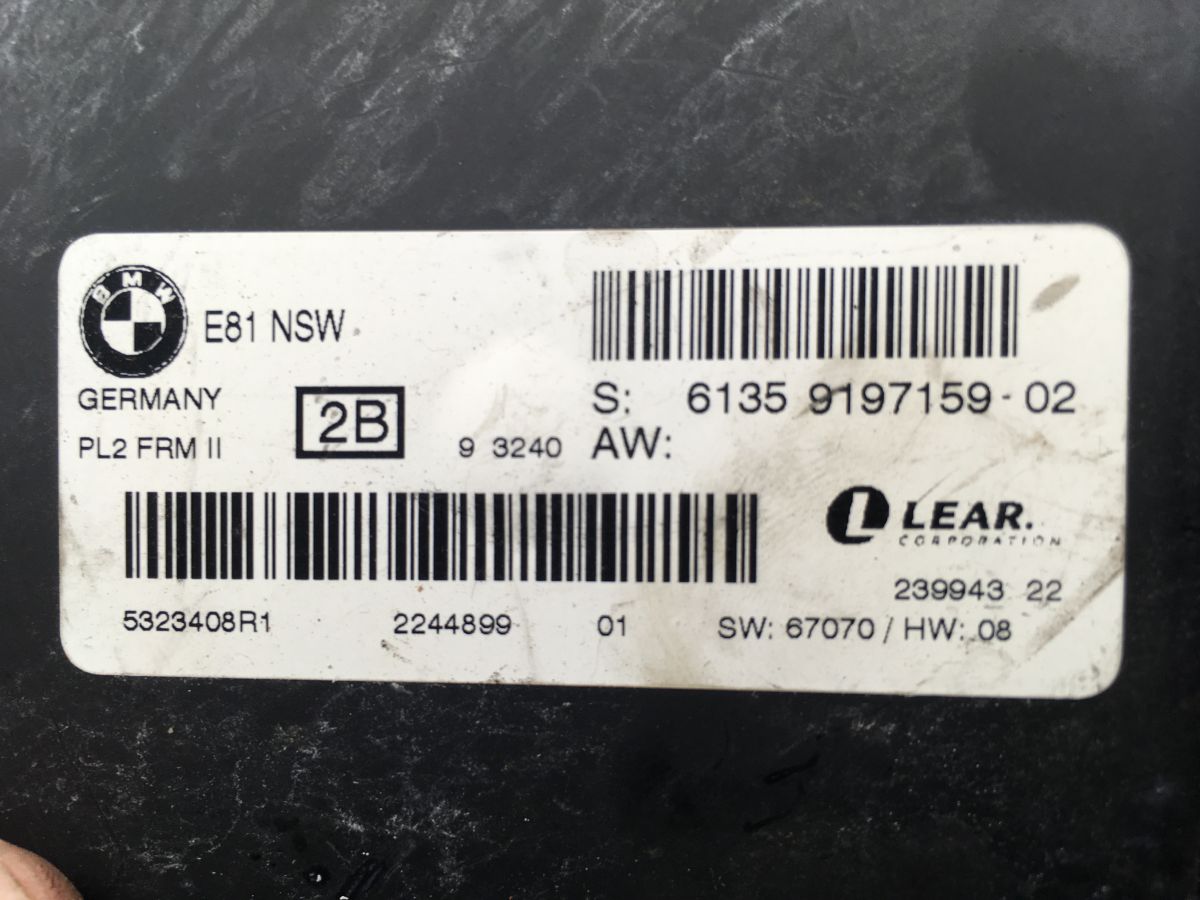 BMW
E81 NSW
GERMANY
PL2 FRM II
2B
9 3240
S: 6135 9197159-02
AW:
LEAR.
CORPORATION
239943 22
5323408R1 2244899 01 SW: 67070 / HW: 08